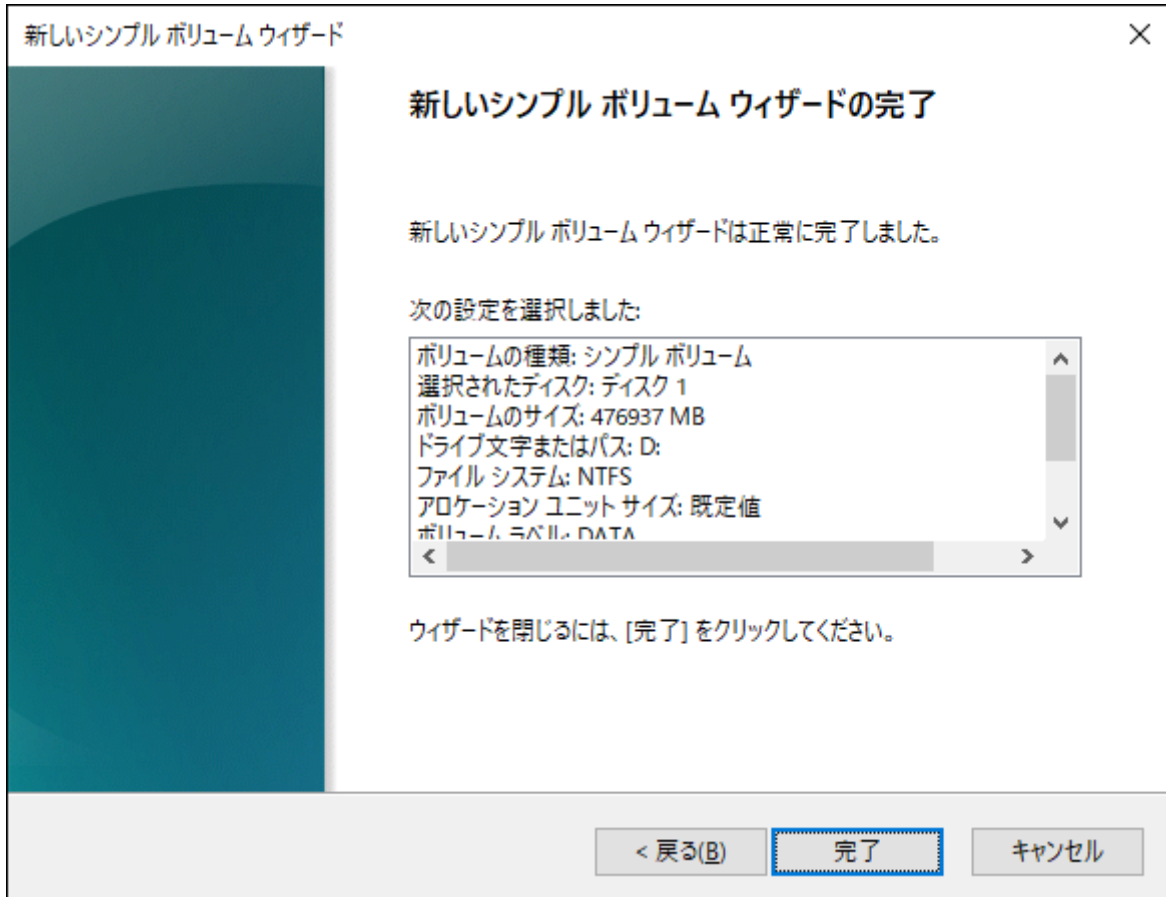 新しいシンプル ボリューム ウィザード
新しいシンプル ボリューム ウィザードの完了
新しいシンプル ボリューム ウィザードは正常に完了しました。
次の設定を選択しました:
ボリュームの種類: シンプル ボリューム
選択されたディスク: ディスク 1
ボリュームのサイズ: 476937 MB
ドライブ文字またはパス: D:
ファイル システム: NTFS
アロケーション ユニット サイズ: 既定値
ボリューム ラベル: DATA
ウィザードを閉じるには、[完了] をクリックしてください。
< 戻る(B)
完了
キャンセル